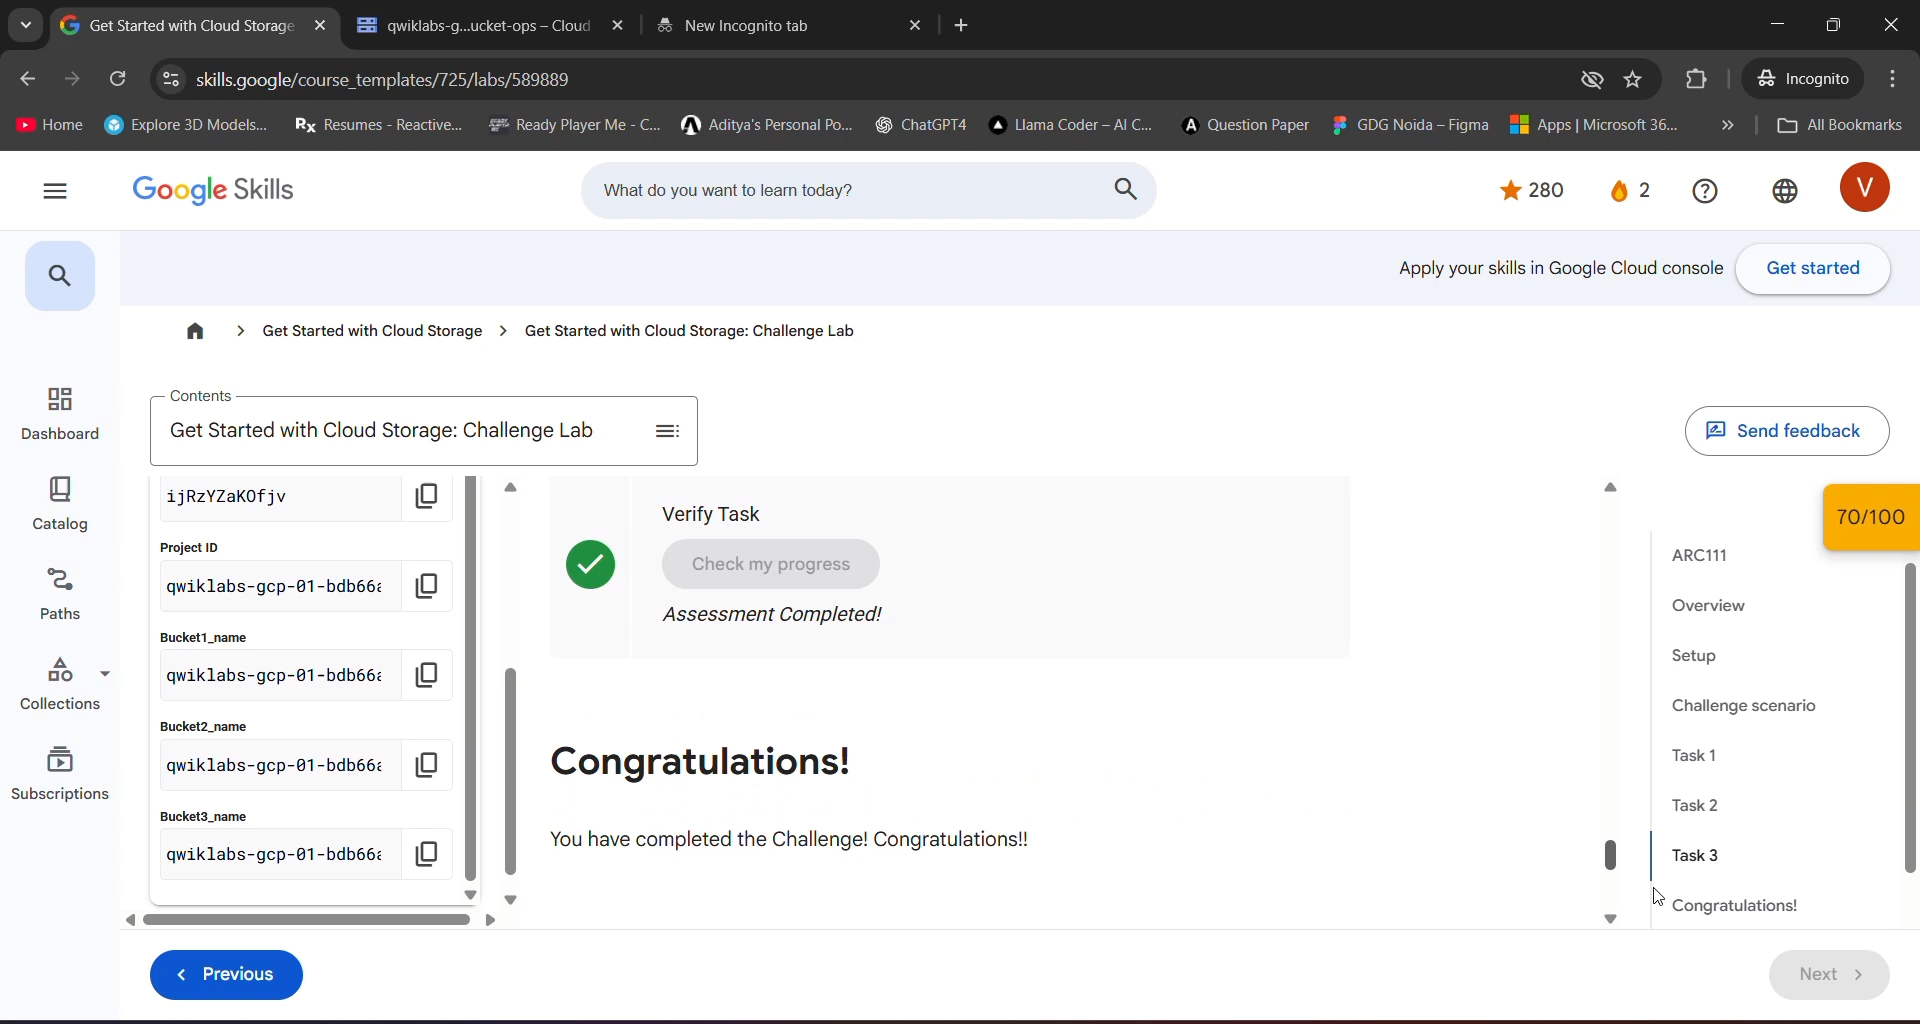 Get Started with Cloud Storage
qwiklabs-g...ucket-ops – Cloud
New Incognito tab
skills.google/course_templates/725/labs/589889
Incognito
Home
Explore 3D Models...
Resumes - Reactive...
Ready Player Me - C...
Aditya's Personal Po...
ChatGPT4
Llama Coder – AI C...
Question Paper
GDG Noida – Figma
Apps | Microsoft 36...
All Bookmarks
Google Skills
What do you want to learn today?
280
2
V
Apply your skills in Google Cloud console
Get started
Get Started with Cloud Storage > Get Started with Cloud Storage: Challenge Lab
Dashboard
Catalog
Paths
Collections
Subscriptions
Contents
Get Started with Cloud Storage: Challenge Lab
Send feedback
ijRzYZaKOfjv
Project ID
qwiklabs-gcp-01-bdb66
Bucket1_name
qwiklabs-gcp-01-bdb66
Bucket2_name
qwiklabs-gcp-01-bdb66
Bucket3_name
qwiklabs-gcp-01-bdb66
Verify Task
Check my progress
Assessment Completed!
Congratulations!
You have completed the Challenge! Congratulations!!
70/100
ARC111
Overview
Setup
Challenge scenario
Task 1
Task 2
Task 3
Congratulations!
Previous
Next